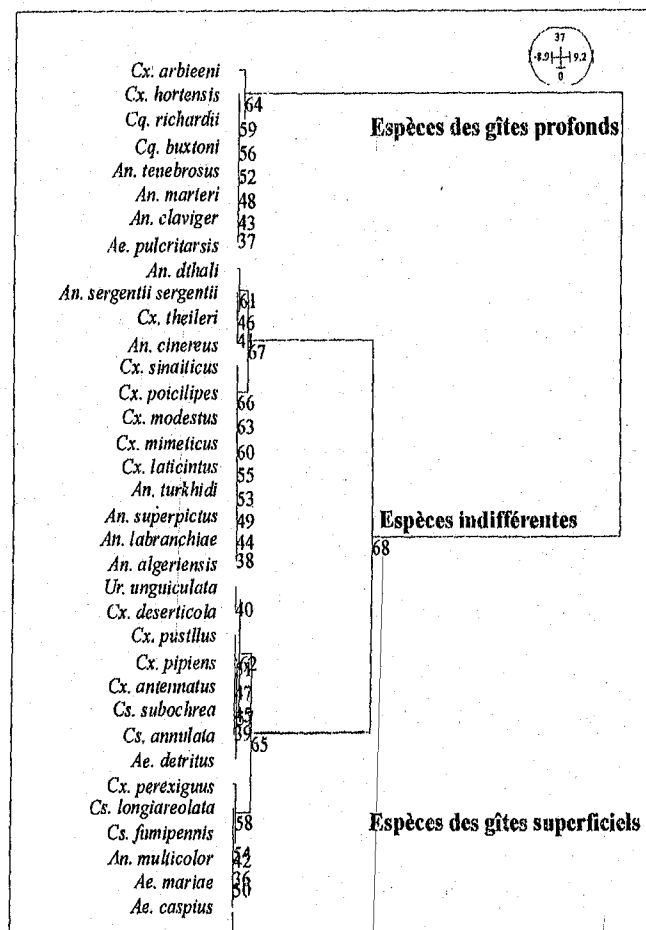 37
-8.9 9.2
0
Cx. arbieeni
Cx. hortensis
64
Cq. richardii
59
Espèces des gîtes profonds
Cq. buxtoni
56
An. tenebrosus
52
An. marteri
48
An. claviger
43
Ae. pulcritarsis
37
An. dthali
An. sergentii sergentii
61
Cx. theileri
46
An. cinereus
67
Cx. sinaiticus
Cx. poicilipes
66
Cx. modestus
63
Cx. mimeticus
60
Cx. laticintus
55
An. turkhidi
53
An. superpictus
49
Espèces indifférentes
An. labranchiae
44
68
An. algeriensis
38
Ur. unguiculata
Cx. deserticola
40
Cx. pusillus
Cx. pipiens
62
Cx. antennatus
47
Cs. subochrea
Cs. annulata
39
65
Ae. detritus
Cx. perexiguus
Cs. longiareolata
58
Espèces des gîtes superficiels
Cs. fumipennis
54
An. multicolor
42
Ae. mariae
36
50
Ae. caspius